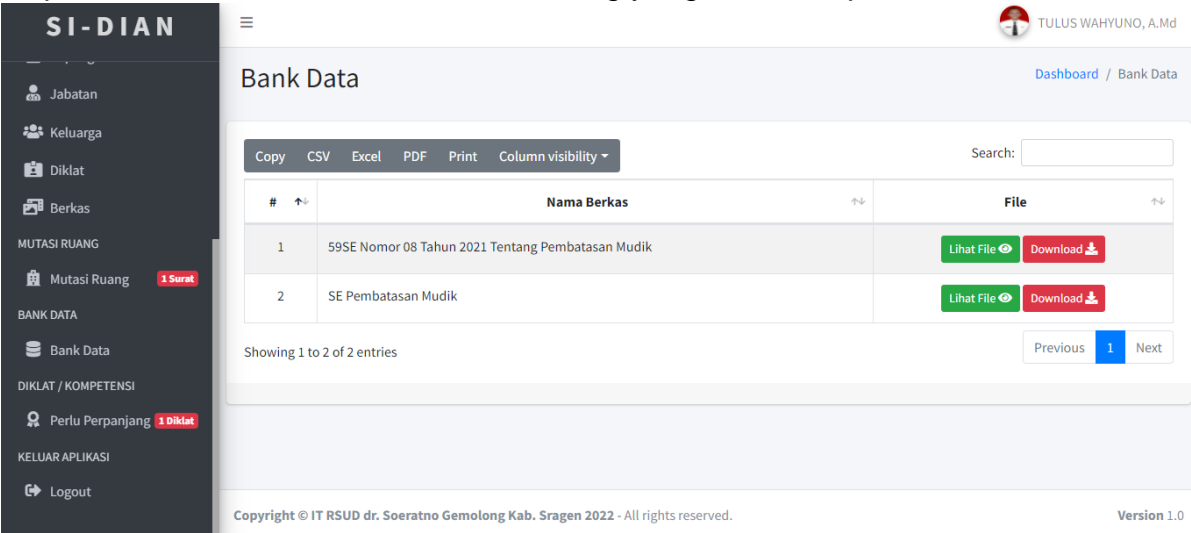 SI-DIAN
TULUS WAHYUNO, A.Md
Jabatan
Keluarga
Diklat
Berkas
MUTASI RUANG
Mutasi Ruang 1 Surat
BANK DATA
Bank Data
DIKLAT / KOMPETENSI
Perlu Perpanjang 1 Diklat
KELUAR APLIKASI
Logout
Bank Data
Dashboard / Bank Data
Copy CSV Excel PDF Print Column visibility
Search:
# Nama Berkas File
1 59SE Nomor 08 Tahun 2021 Tentang Pembatasan Mudik Lihat File Download
2 SE Pembatasan Mudik Lihat File Download
Showing 1 to 2 of 2 entries
Previous 1 Next
Copyright © IT RSUD dr. Soeratno Gemolong Kab. Sragen 2022 - All rights reserved.
Version 1.0